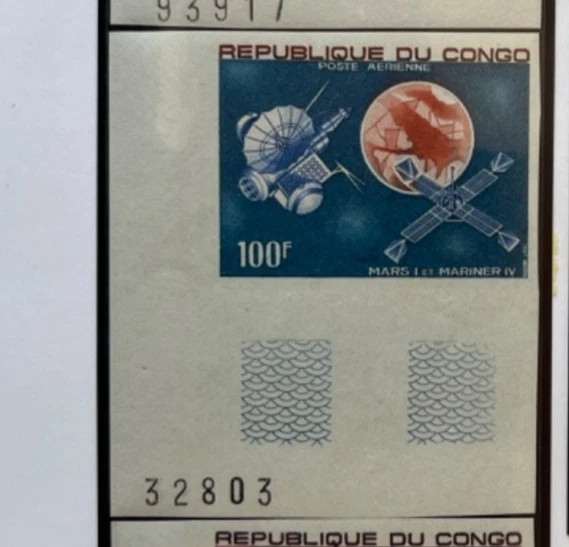 93917
REPUBLIQUE DU CONGO
POSTE AERIENNE
100F
MARS I ET MARINER IV
32803
REPUBLIQUE DU CONGO